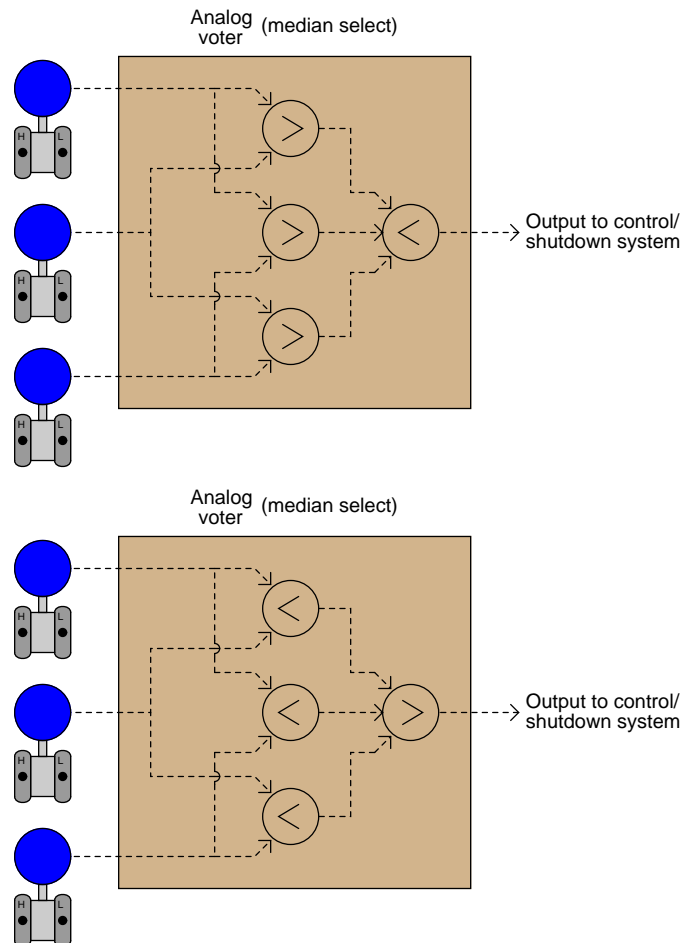 Analog (median select)
voter
H L
>
H L
> <
Output to control/
shutdown system
>
H L
Analog (median select)
voter
H L
<
H L
< >
Output to control/
shutdown system
<
H L